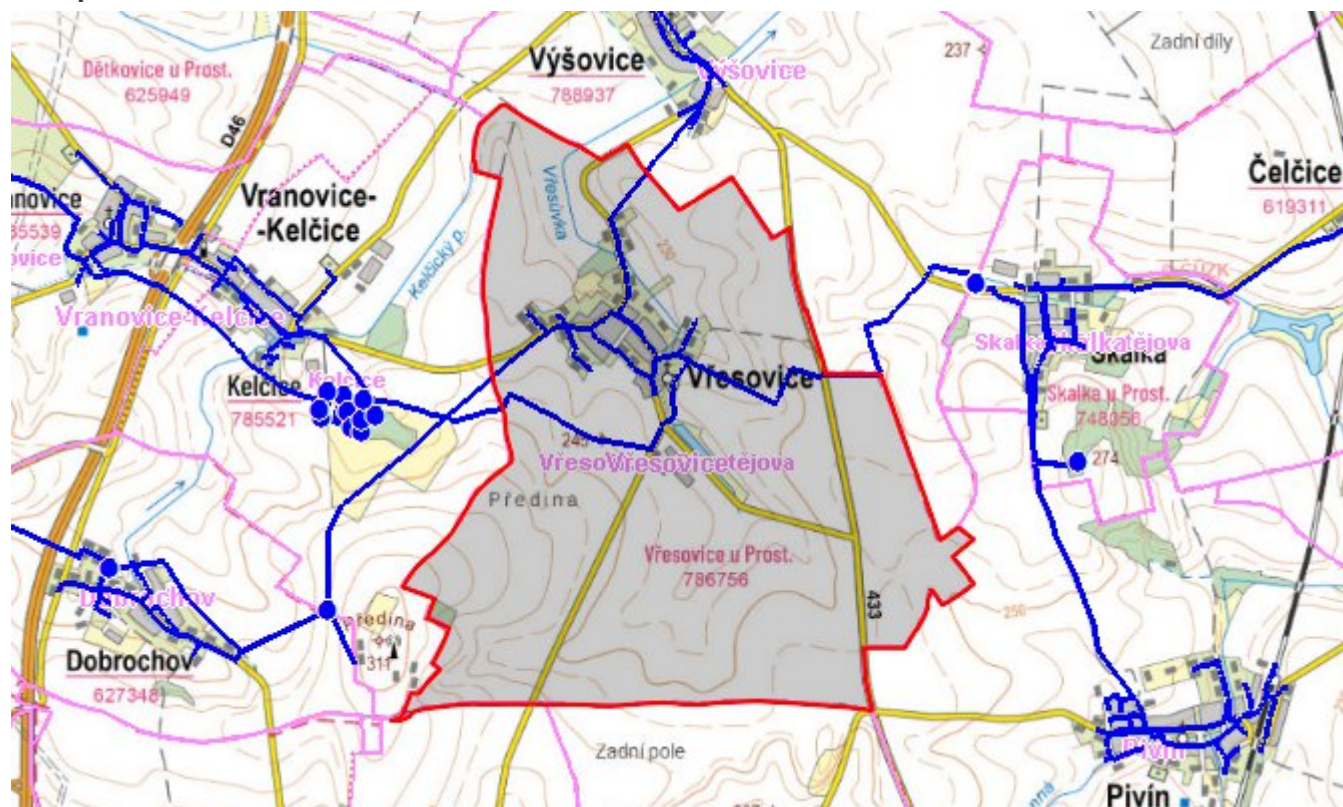 Zadní díly
237
Výšovice
788937
Výšovice
Dětkovice u Prost.
625949
D46
Čelčice
619311
Vranovice-
-Kelčice
Vřesůvka
230
Kelčický p.
Vranovice-Kelčice
Skalka
Vřesovice
Kelčice
Kelčice
785521
Skalka u Prost.
748056
274
Předina
Vřesovice u Prost.
786756
433
250
Dobrochov
Předina
311
Dobrochov
627348
Zadní pole
Pivín
Pivín